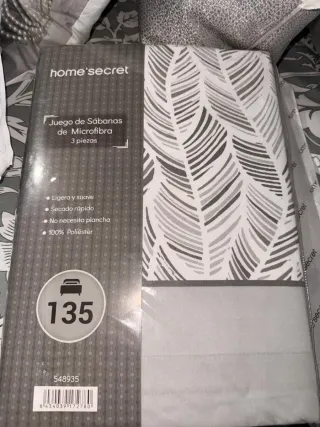 home'secret
Juego de Sábanas
de Microfibra
3 piezas
Ligera y suave
Secado rápido
No necesita plancha
100% Poliéster
135
548935